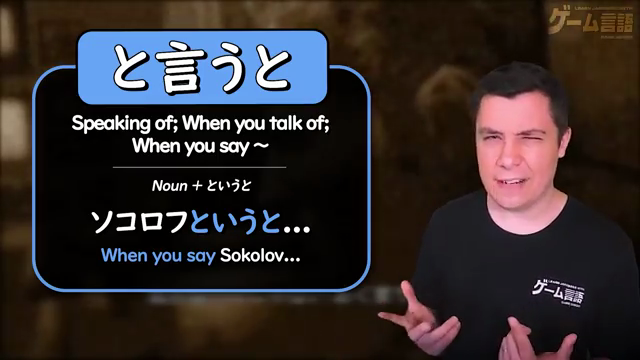 と言うと
Speaking of; When you talk of;
When you say ～
Noun + というと
ソコロフというと...
When you say Sokolov...
ゲーム言語
ゲーム言語